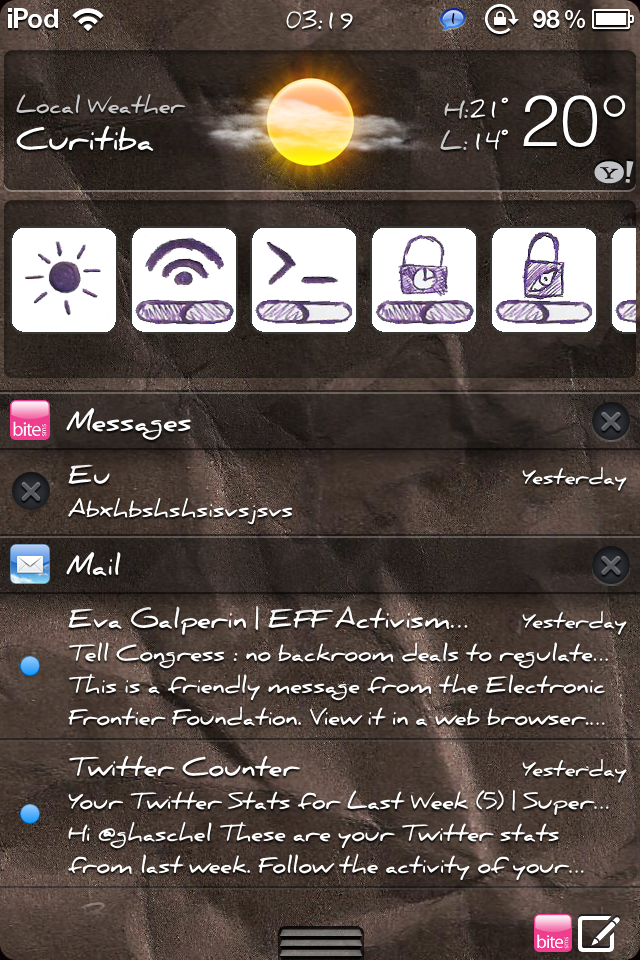 iPod 03:19 98 %
Local Weather
Curitiba
H:21°
L:14°
20°
Y!
>_
bite sms Messages
Eu Yesterday
Abxhbshshsisvsjsvs
Mail
Eva Galperin | EFF Activism... Yesterday
Tell Congress : no backroom deals to regulate...
This is a friendly message from the Electronic
Frontier Foundation. View it in a web browser....
Twitter Counter Yesterday
Your Twitter Stats for Last Week (5) | Super...
Hi @ghaschel These are your Twitter stats
from last week. Follow the activity of your...
bite sms